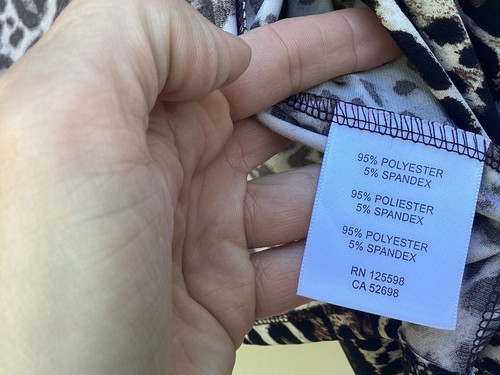 95% POLYESTER
5% SPANDEX
95% POLIESTER
5% SPANDEX
95% POLYESTER
5% SPANDEX
RN 125598
CA 52698